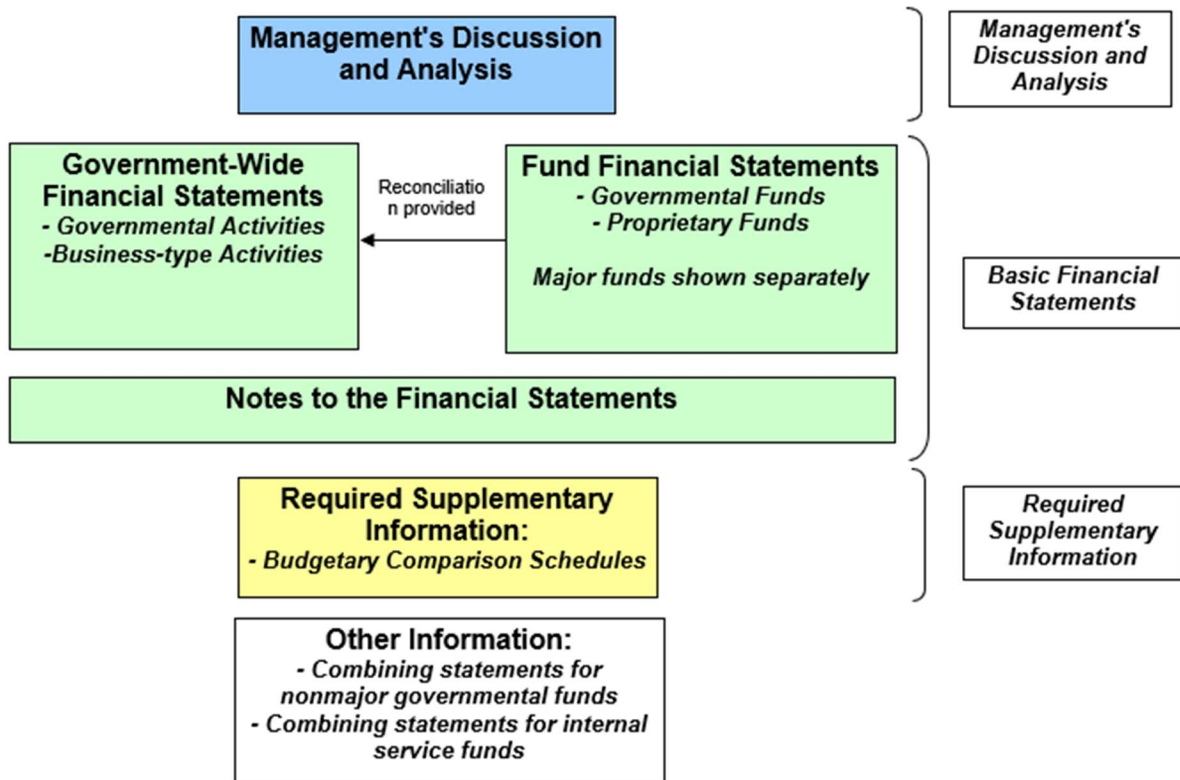 Management's Discussion
and Analysis
Management's
Discussion and
Analysis
Government-Wide
Financial Statements
- Governmental Activities
-Business-type Activities
Reconciliatio
n provided
Fund Financial Statements
- Governmental Funds
- Proprietary Funds
Major funds shown separately
Basic Financial
Statements
Notes to the Financial Statements
Required Supplementary
Information:
- Budgetary Comparison Schedules
Required
Supplementary
Information
Other Information:
- Combining statements for
nonmajor governmental funds
- Combining statements for internal
service funds